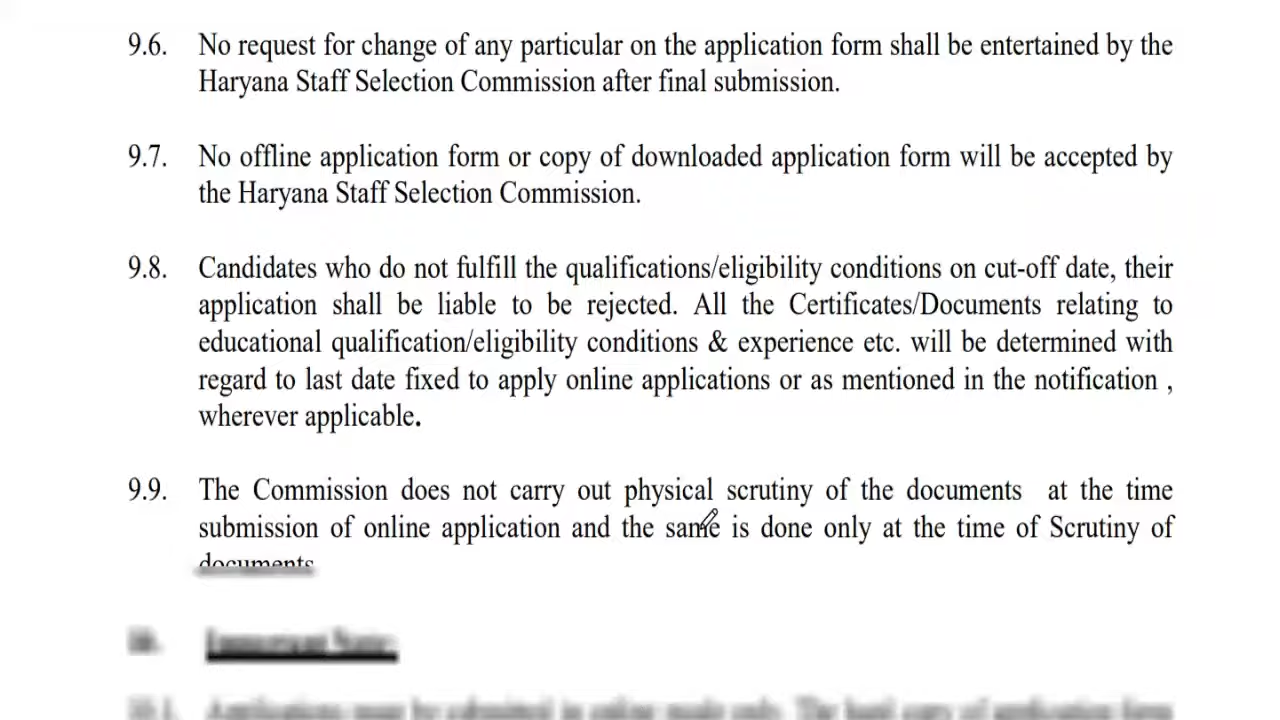 9.6. No request for change of any particular on the application form shall be entertained by the
Haryana Staff Selection Commission after final submission.
9.7. No offline application form or copy of downloaded application form will be accepted by
the Haryana Staff Selection Commission.
9.8. Candidates who do not fulfill the qualifications/eligibility conditions on cut-off date, their
application shall be liable to be rejected. All the Certificates/Documents relating to
educational qualification/eligibility conditions & experience etc. will be determined with
regard to last date fixed to apply online applications or as mentioned in the notification ,
wherever applicable.
9.9. The Commission does not carry out physical scrutiny of the documents at the time
submission of online application and the same is done only at the time of Scrutiny of
documents